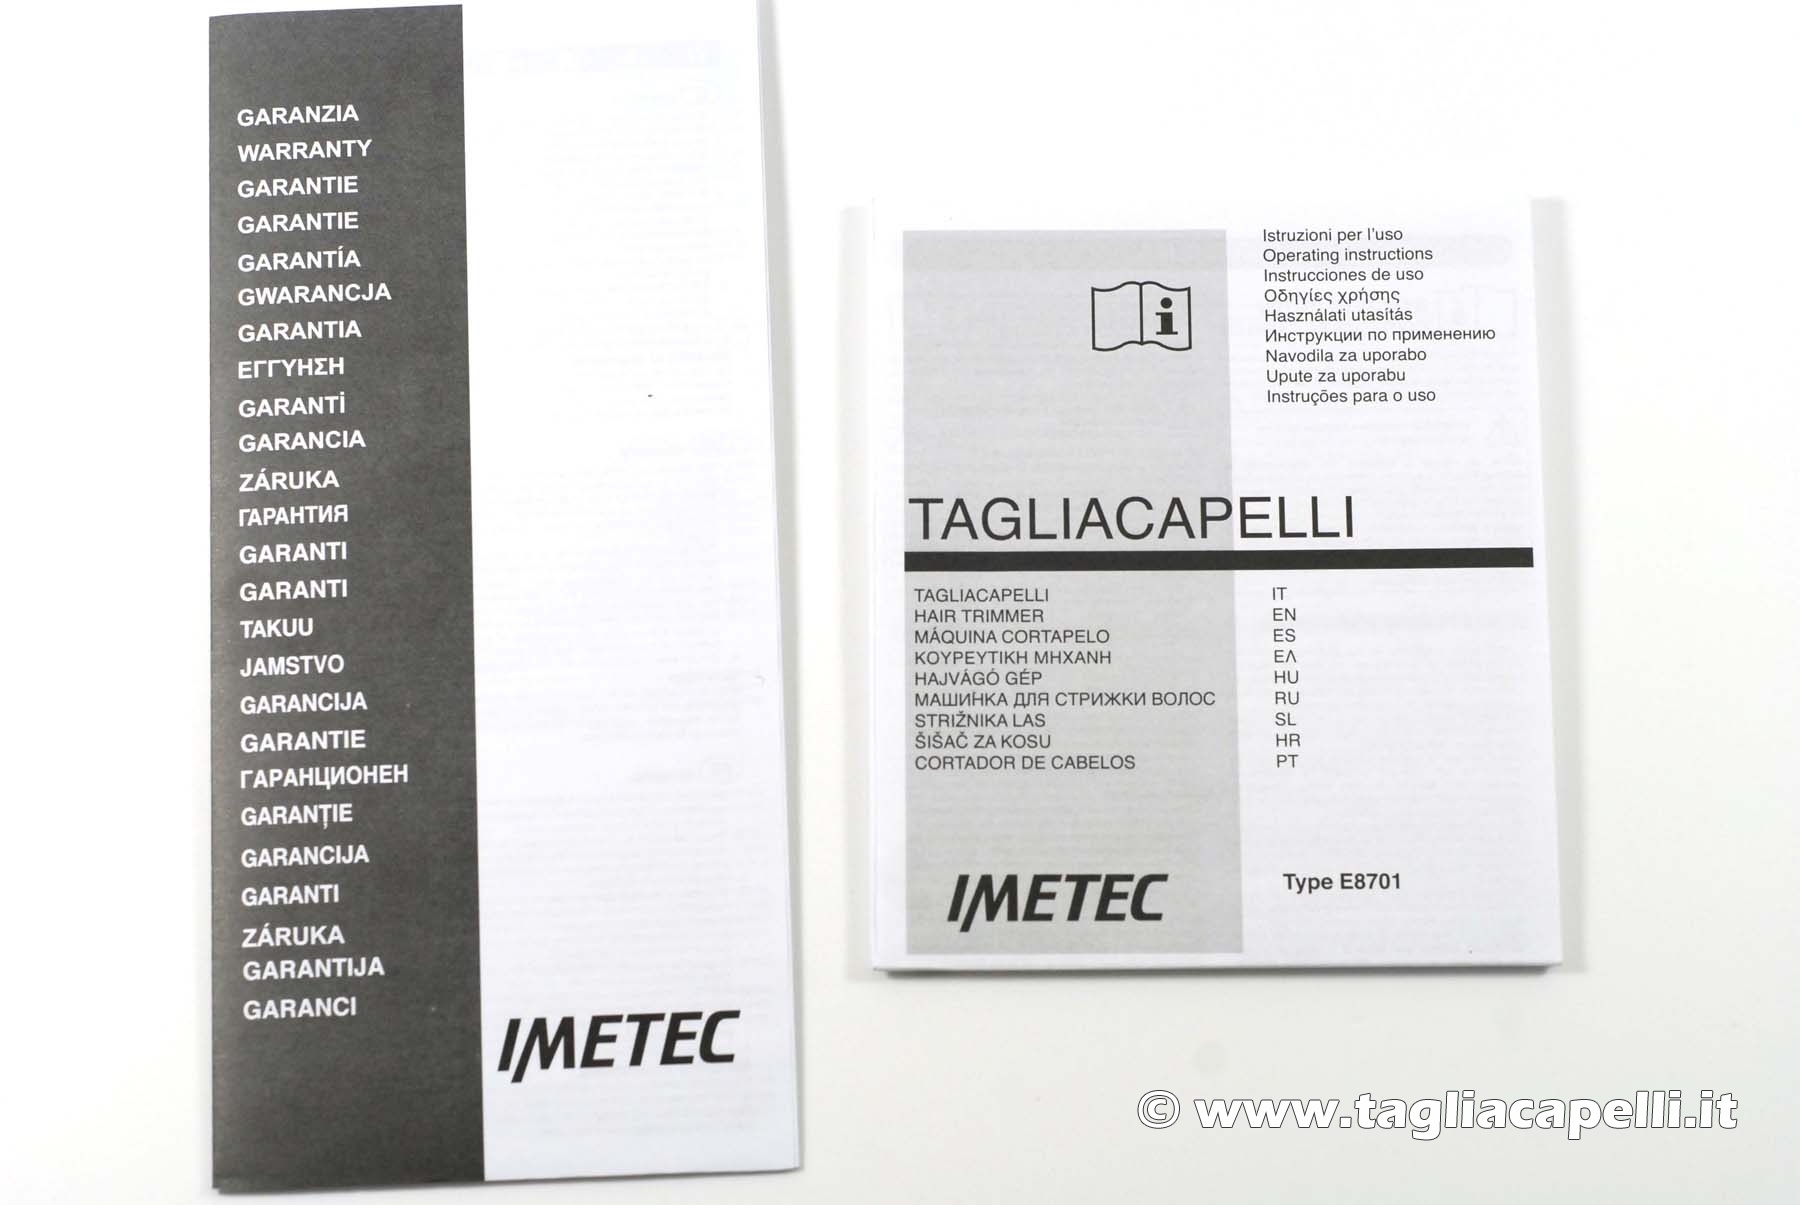 GARANZIA
WARRANTY
GARANTIE
GARANTIE
GARANTÍA
GWARANCJA
GARANTIA
ΕΓΓΥΗΣΗ
GARANTİ
GARANCIA
ZÁRUKA
ГАРАНТИЯ
GARANTI
GARANTI
TAKUU
JAMSTVO
GARANCIJA
GARANTIE
ГАРАНЦИОНЕН
GARANȚIE
GARANCIJA
GARANTI
ZÁRUKA
GARANTIJA
GARANCI
IMETEC
Istruzioni per l'uso
Operating instructions
Instrucciones de uso
Οδηγίες χρήσης
Használati utasítás
Инструкции по применению
Navodila za uporabo
Upute za uporabu
Instruções para o uso
i
TAGLIACAPELLI
TAGLIACAPELLI IT
HAIR TRIMMER EN
MÁQUINA CORTAPELO ES
ΚΟΥΡΕΥΤΙΚΗ ΜΗΧΑΝΗ ΕΛ
HAJVÁGÓ GÉP HU
МАШИНКА ДЛЯ СТРИЖКИ ВОЛОС RU
STRIŽNIKA LAS SL
ŠIŠAČ ZA KOSU HR
CORTADOR DE CABELOS PT
IMETEC Type E8701
© www.tagliacapelli.it